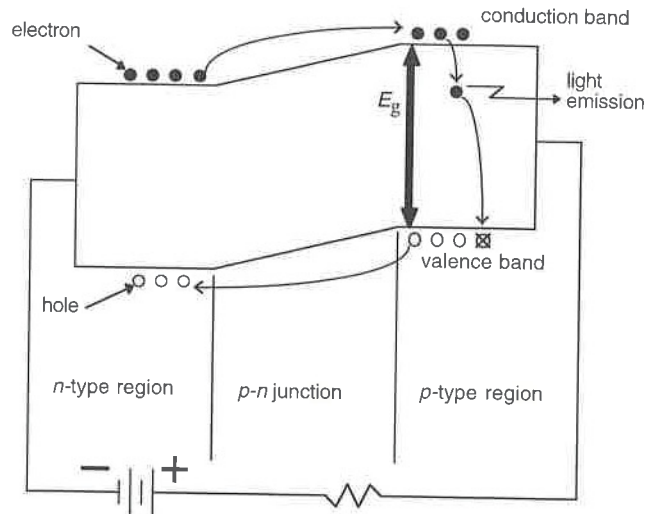 electron
conduction band
E_g
light
emission
valence band
hole
n-type region
p-n junction
p-type region
− +